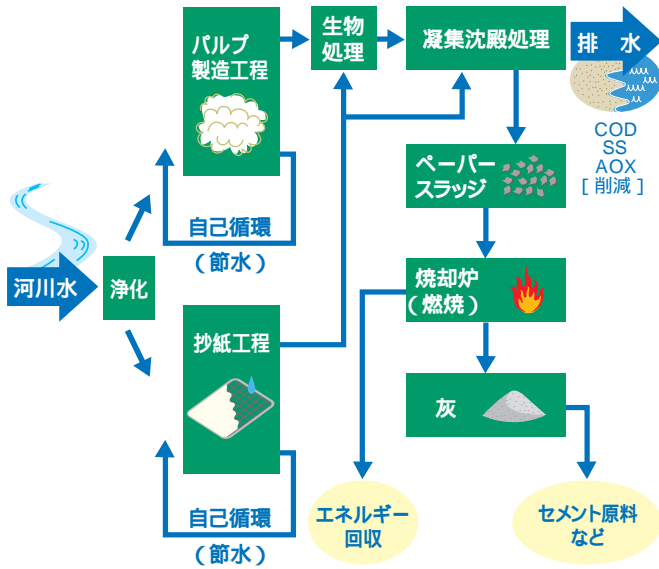 河川水
浄化
パルプ
製造工程
自己循環
(節水)
抄紙工程
自己循環
(節水)
生物
処理
凝集沈殿処理
排 水
COD
SS
AOX
[ 削減 ]
ペーパー
スラッジ
焼却炉
(燃焼)
灰
エネルギー
回収
セメント原料
など